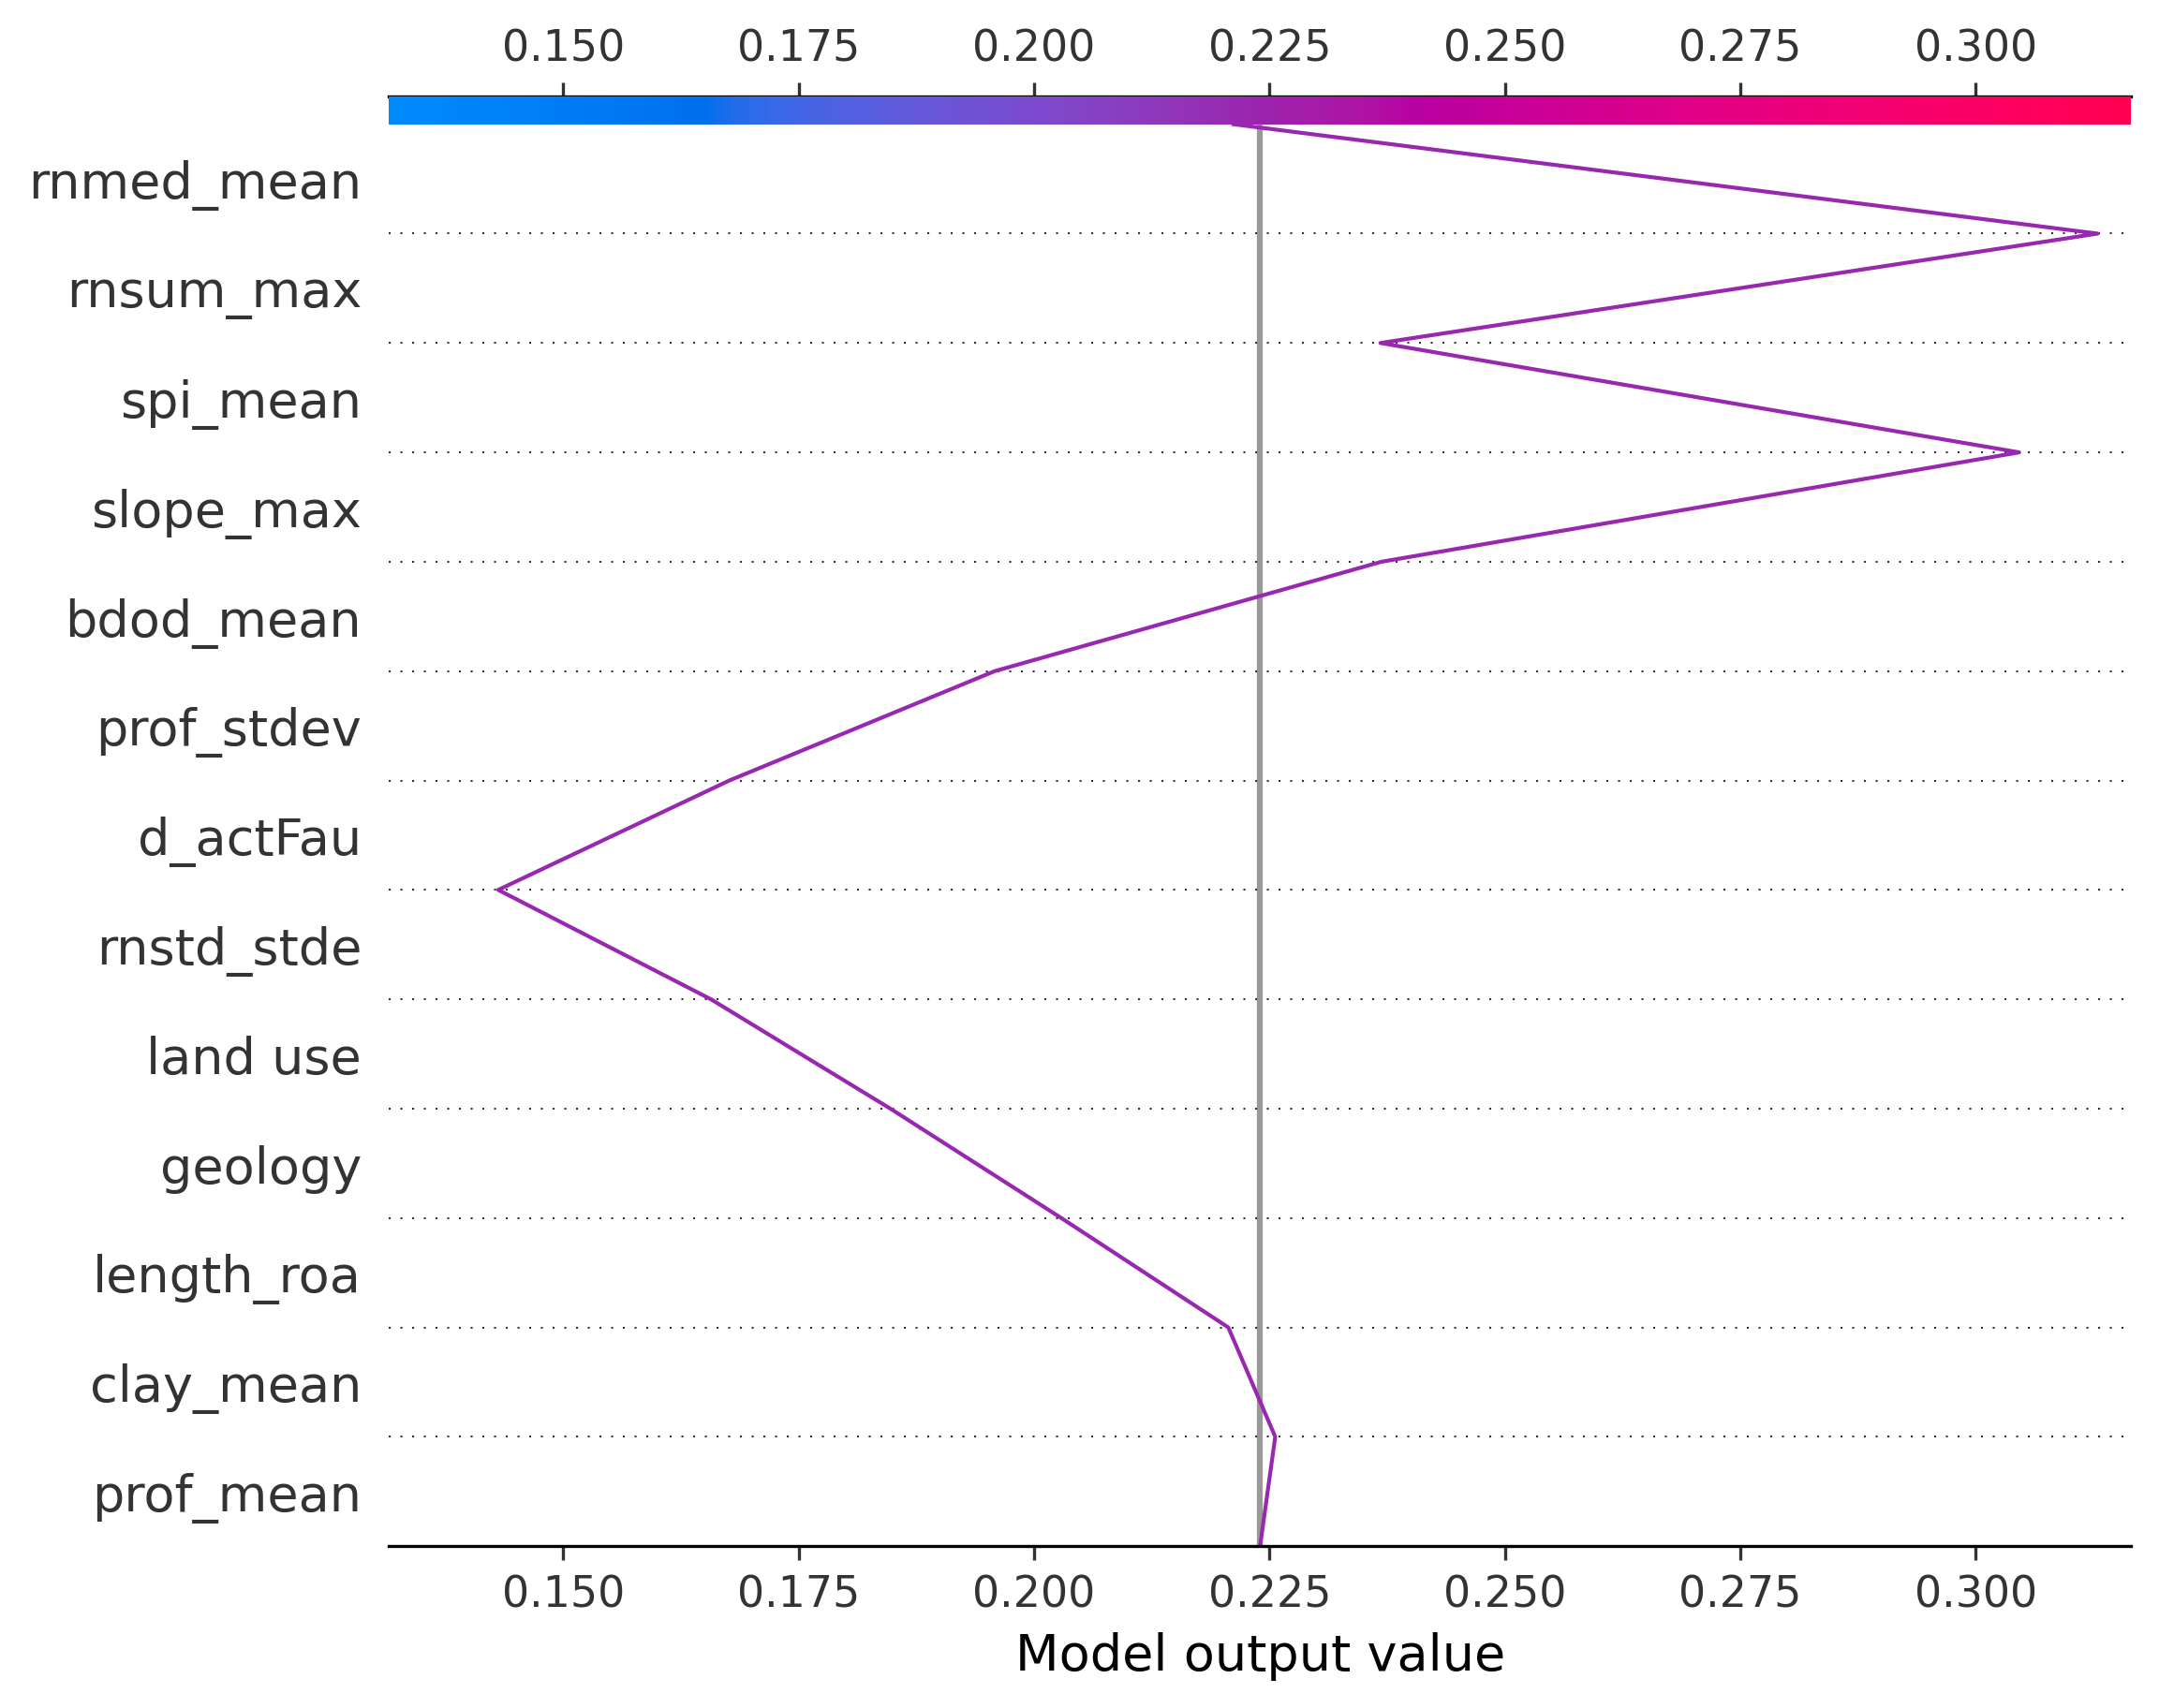 0.150 0.175 0.200 0.225 0.250 0.275 0.300
rnmed_mean
rnsum_max
spi_mean
slope_max
bdod_mean
prof_stdev
d_actFau
rnstd_stde
land use
geology
length_roa
clay_mean
prof_mean
0.150 0.175 0.200 0.225 0.250 0.275 0.300
Model output value